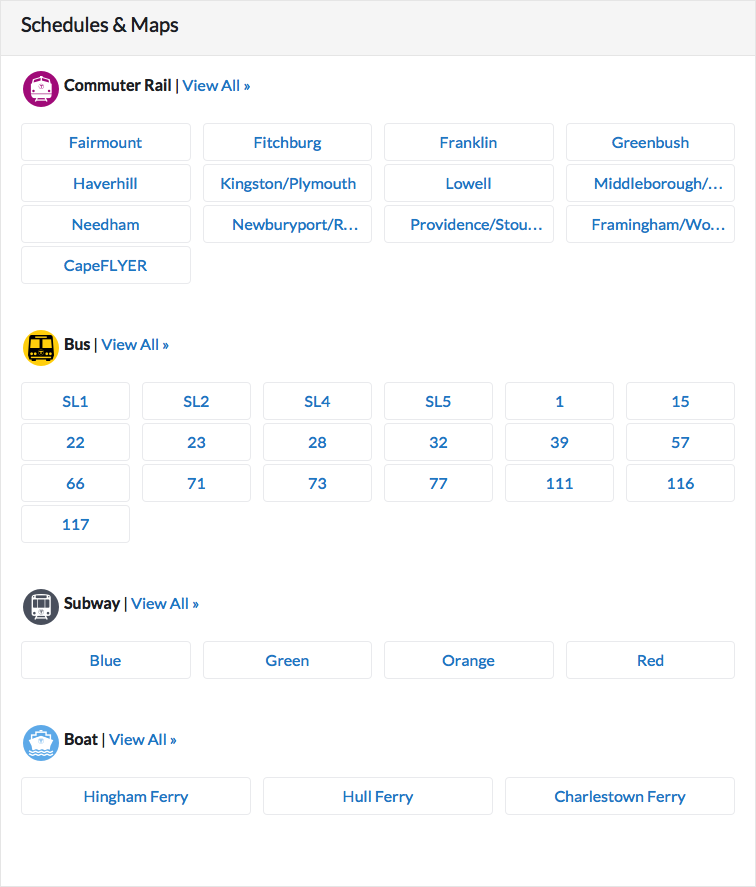 Schedules & Maps
Commuter Rail | View All »
Fairmount Fitchburg Franklin Greenbush
Haverhill Kingston/Plymouth Lowell Middleborough/...
Needham Newburyport/R... Providence/Stou... Framingham/Wo...
CapeFLYER
Bus | View All »
SL1 SL2 SL4 SL5 1 15
22 23 28 32 39 57
66 71 73 77 111 116
117
Subway | View All »
Blue Green Orange Red
Boat | View All »
Hingham Ferry Hull Ferry Charlestown Ferry